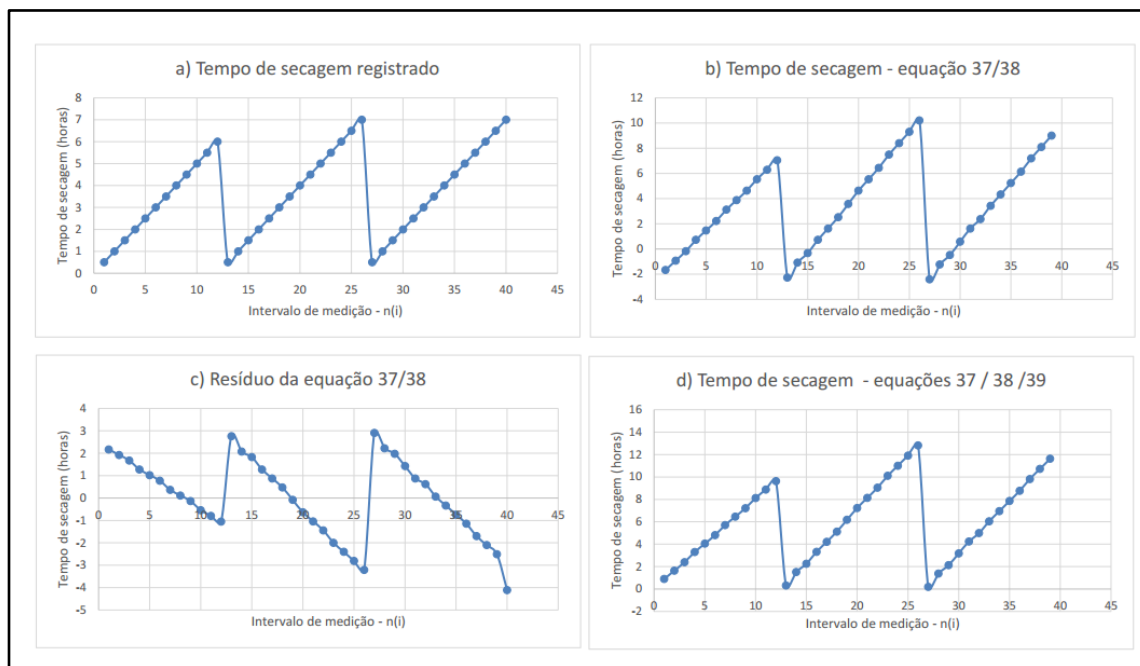 a) Tempo de secagem registrado
Tempo de secagem (horas)
8
7
6
5
4
3
2
1
0
0 5 10 15 20 25 30 35 40 45
Intervalo de medição - n(i)
b) Tempo de secagem - equação 37/38
Tempo de secagem (horas)
12
10
8
6
4
2
0
-2
-4
0 5 10 15 20 25 30 35 40 45
Intervalo de medição - n(i)
c) Resíduo da equação 37/38
Tempo de secagem (horas)
4
3
2
1
0
-1
-2
-3
-4
-5
0 5 10 15 20 25 30 35 40 45
Intervalo de medição - n(i)
d) Tempo de secagem - equações 37 / 38 /39
Tempo de secagem (horas)
16
14
12
10
8
6
4
2
0
-2
0 5 10 15 20 25 30 35 40 45
Intervalo de medição - n(i)